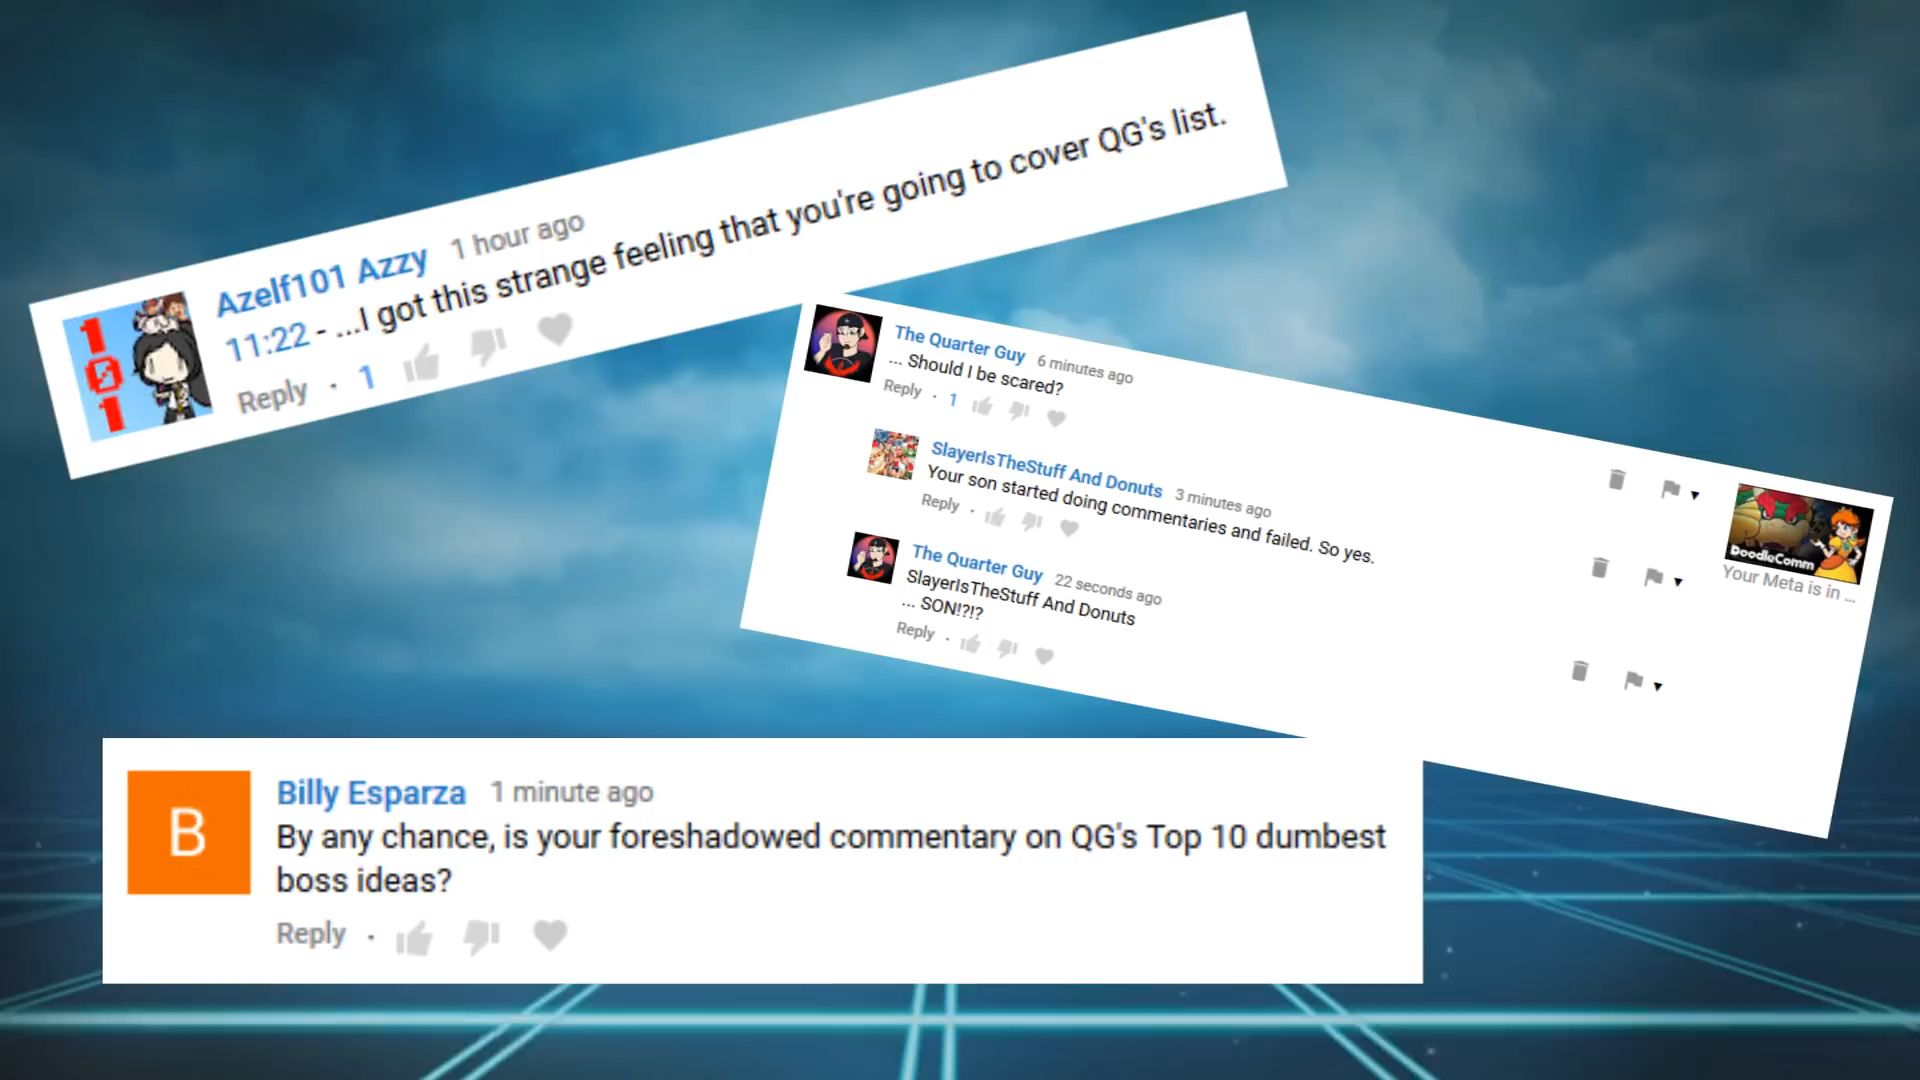 101
Azelf101 Azzy 1 hour ago
11:22 - ...I got this strange feeling that you're going to cover QG's list.
Reply · 1
The Quarter Guy 6 minutes ago
... Should I be scared?
Reply · 1
SlayerIsTheStuff And Donuts 3 minutes ago
Your son started doing commentaries and failed. So yes.
Reply ·
The Quarter Guy 22 seconds ago
SlayerIsTheStuff And Donuts
... SON!?!?
Reply ·
DoodleComm
Your Meta is in ...
B
Billy Esparza 1 minute ago
By any chance, is your foreshadowed commentary on QG's Top 10 dumbest
boss ideas?
Reply ·